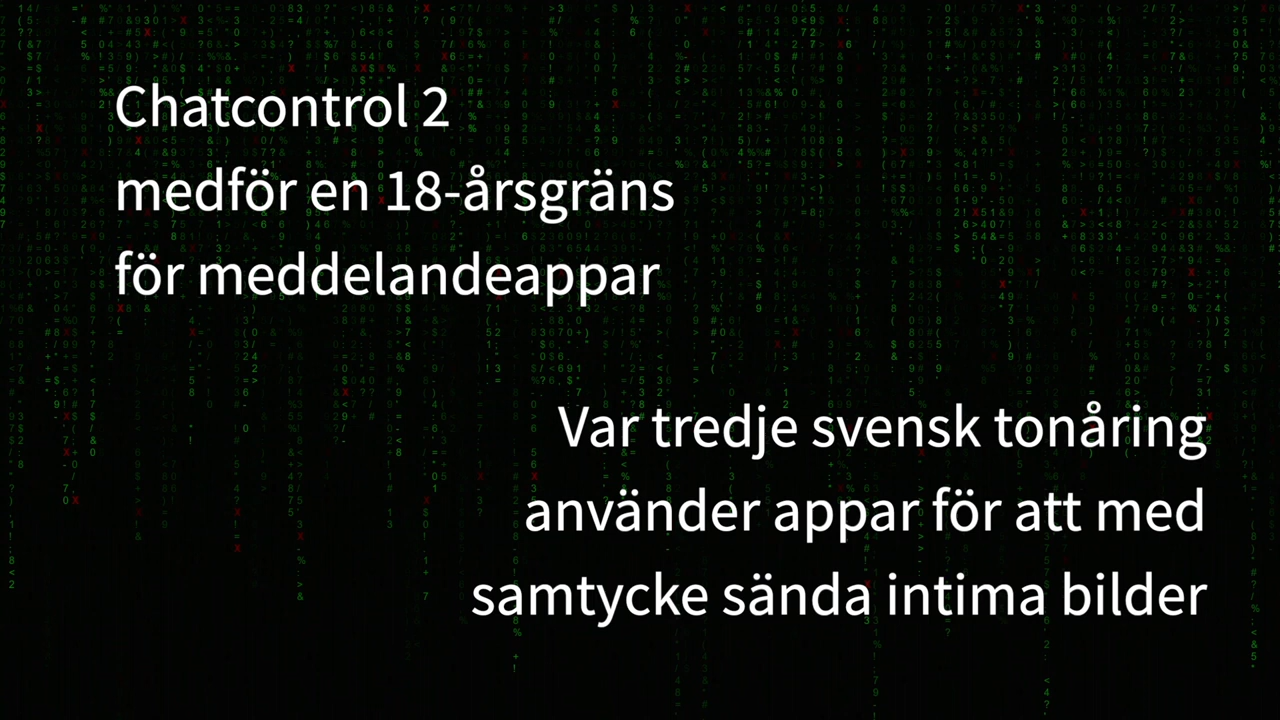 Chatcontrol 2
medför en 18-årsgräns
för meddelandeappar
Var tredje svensk tonåring
använder appar för att med
samtycke sända intima bilder